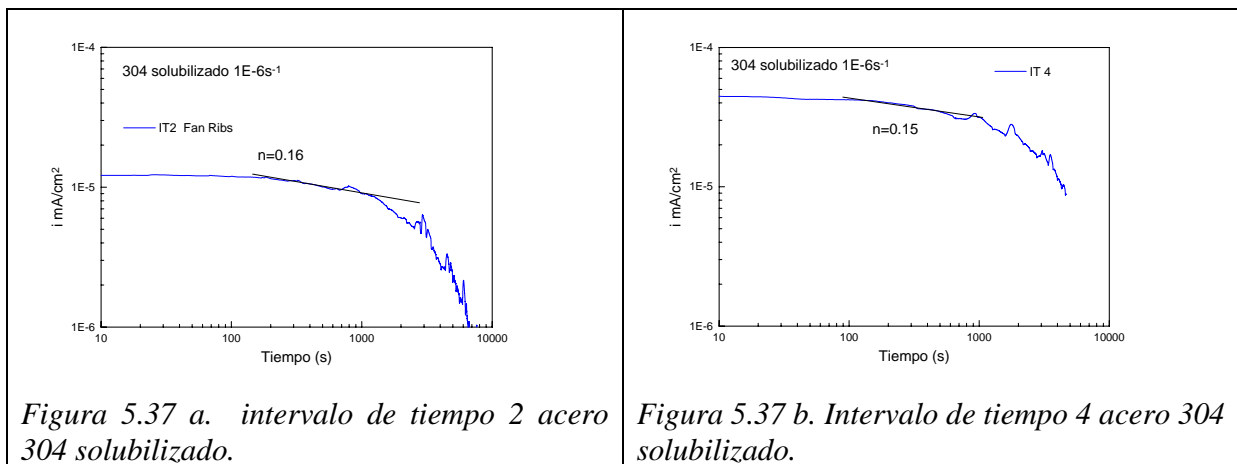 1E-4
304 solubilizado 1E-6s-1
IT2 Fan Ribs
n=0.16
1E-5
i mA/cm2
1E-6
10
100
1000
10000
Tiempo (s)
Figura 5.37 a. intervalo de tiempo 2 acero
304 solubilizado.
1E-4
304 solubilizado 1E-6s-1
IT 4
n=0.15
1E-5
i mA/cm2
1E-6
10
100
1000
10000
Tiempo (s)
Figura 5.37 b. Intervalo de tiempo 4 acero 304
solubilizado.